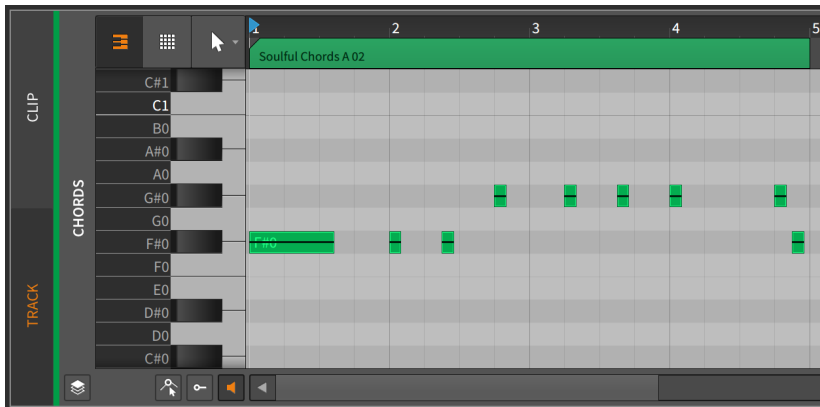 1 2 3 4 5
Soulful Chords A 02
CLIP
TRACK
CHORDS
C#1
C1
B0
A#0
A0
G#0
G0
F#0
F#0
F0
E0
D#0
D0
C#0